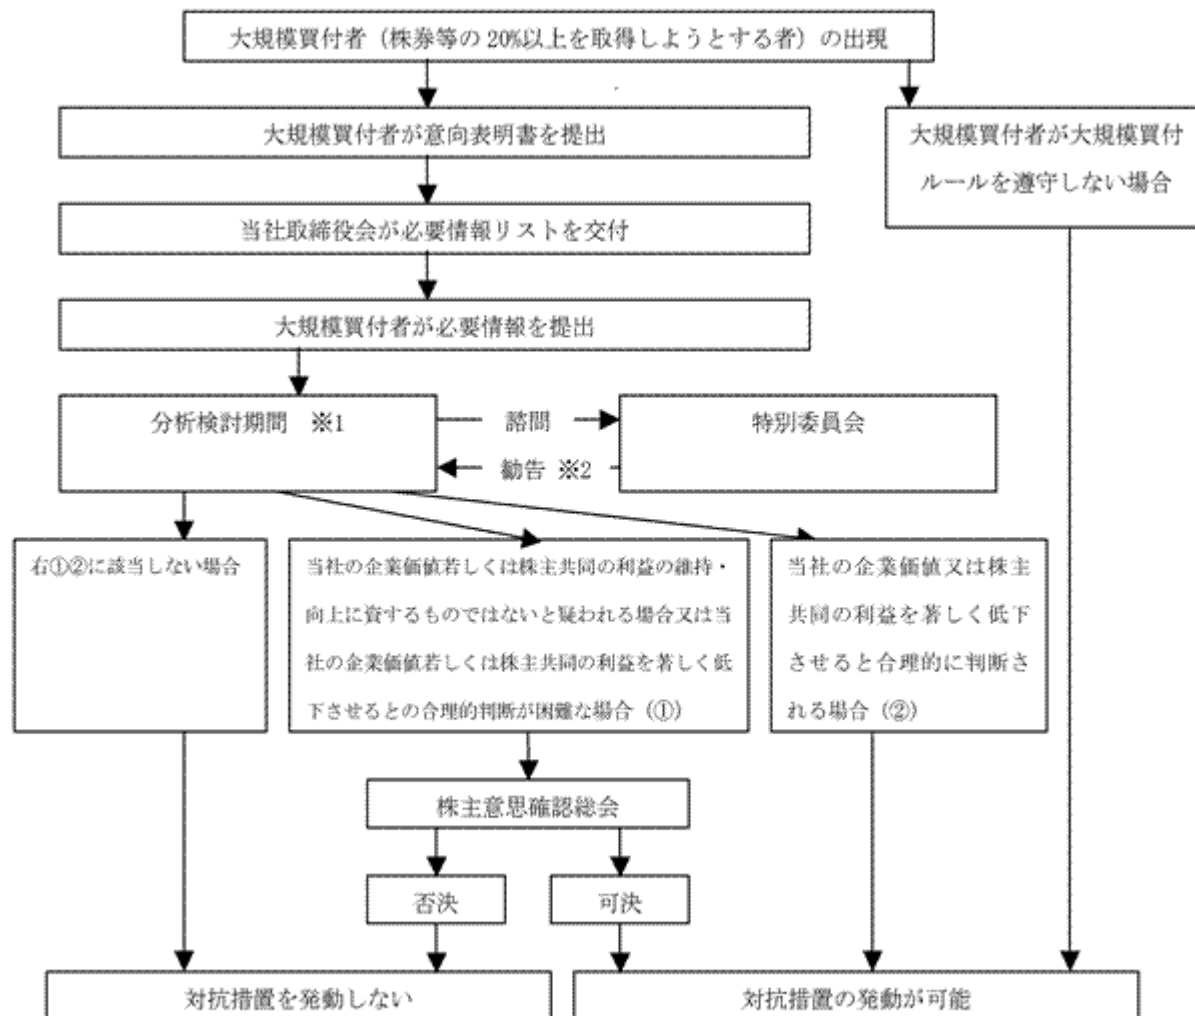 大規模買付者（株券等の20%以上を取得しようとする者）の出現
大規模買付者が意向表明書を提出
大規模買付者が大規模買付
ルールを遵守しない場合
当社取締役会が必要情報リストを交付
大規模買付者が必要情報を提出
分析検討期間　※1
諮問
特別委員会
勧告 ※2
右①②に該当しない場合
当社の企業価値若しくは株主共同の利益の維持・
向上に資するものではないと疑われる場合又は当
社の企業価値若しくは株主共同の利益を著しく低
下させるとの合理的判断が困難な場合（①）
当社の企業価値又は株主
共同の利益を著しく低下
させると合理的に判断さ
れる場合（②）
株主意思確認総会
否決
可決
対抗措置を発動しない
対抗措置の発動が可能